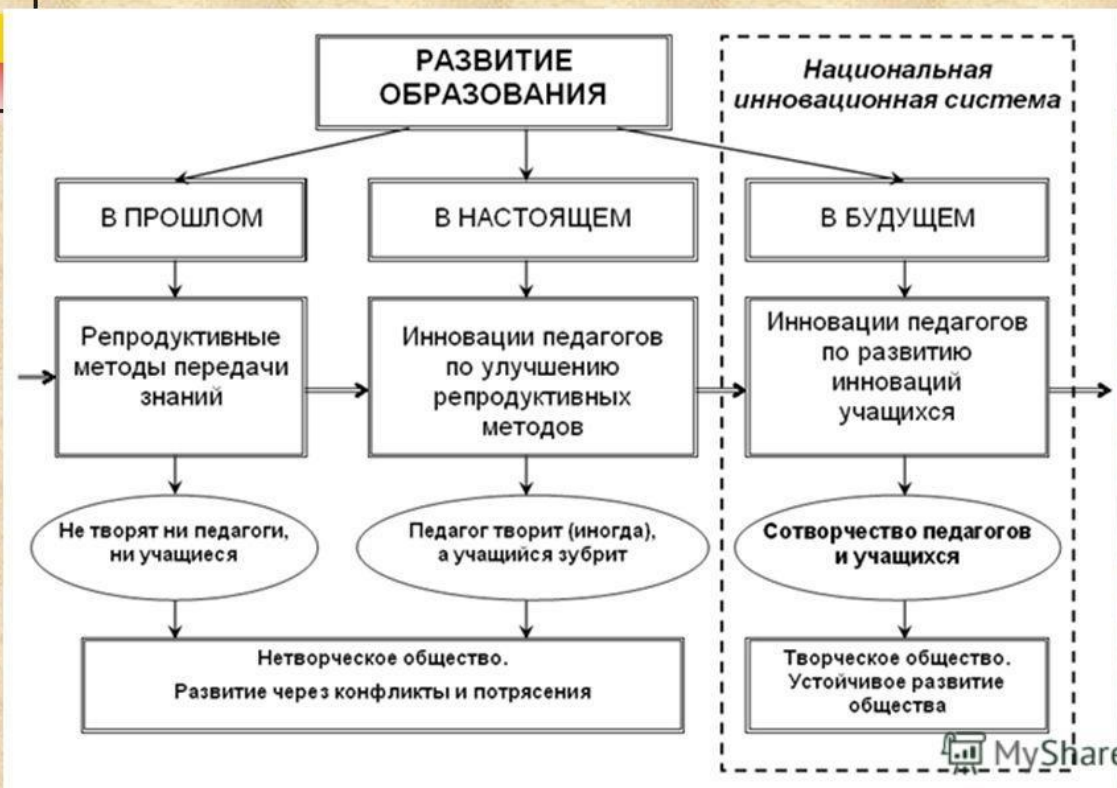 РАЗВИТИЕ
ОБРАЗОВАНИЯ
Национальная
инновационная система
В ПРОШЛОМ
В НАСТОЯЩЕМ
В БУДУЩЕМ
Репродуктивные
методы передачи
знаний
Инновации педагогов
по улучшению
репродуктивных
методов
Инновации педагогов
по развитию
инноваций
учащихся
Не творят ни педагоги,
ни учащиеся
Педагог творит (иногда),
а учащийся зубрит
Сотворчество педагогов
и учащихся
Нетворческое общество.
Развитие через конфликты и потрясения
Творческое общество.
Устойчивое развитие
общества
MyShare